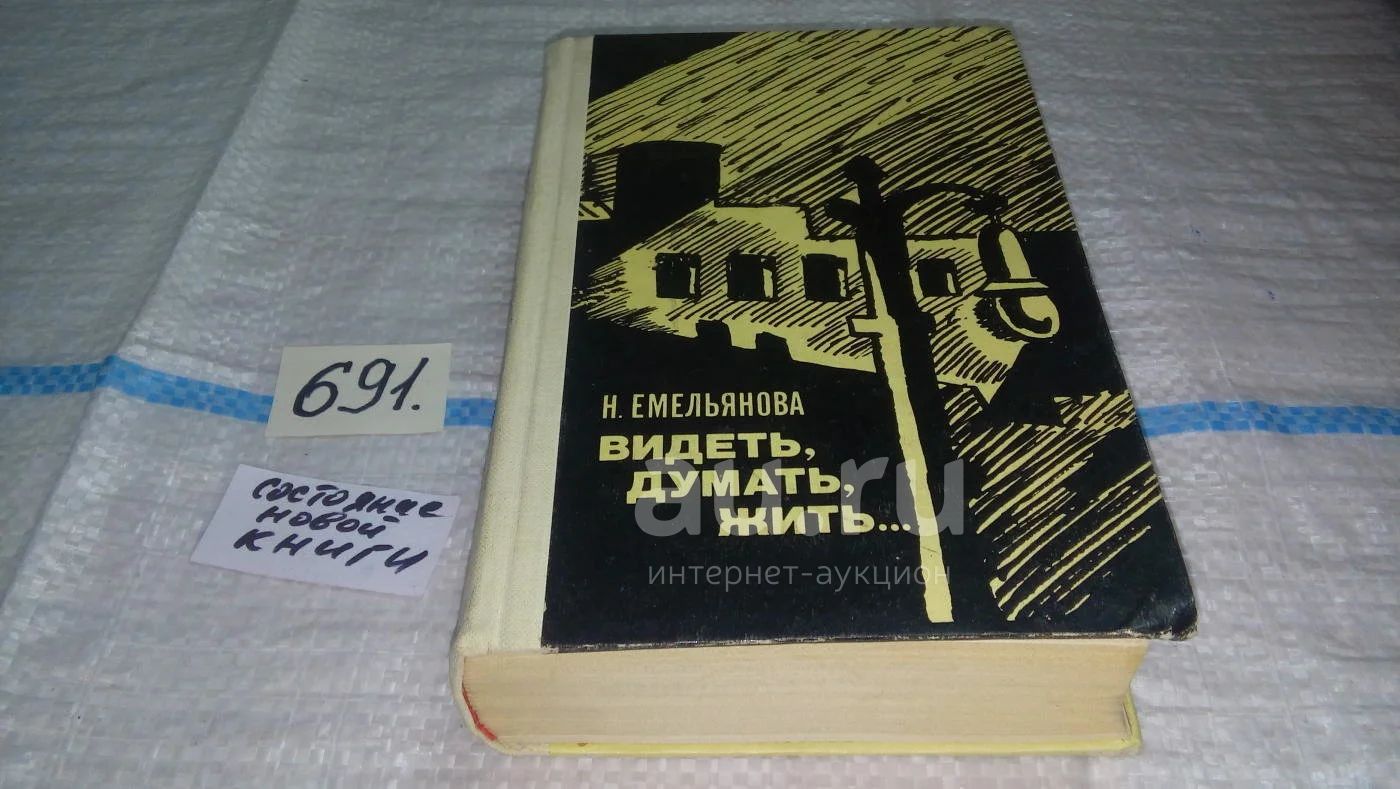 691.
состояние
новой
книги
Н. ЕМЕЛЬЯНОВА
ВИДЕТЬ,
ДУМАТЬ,
ЖИТЬ...
au.ru
интернет-аукцион